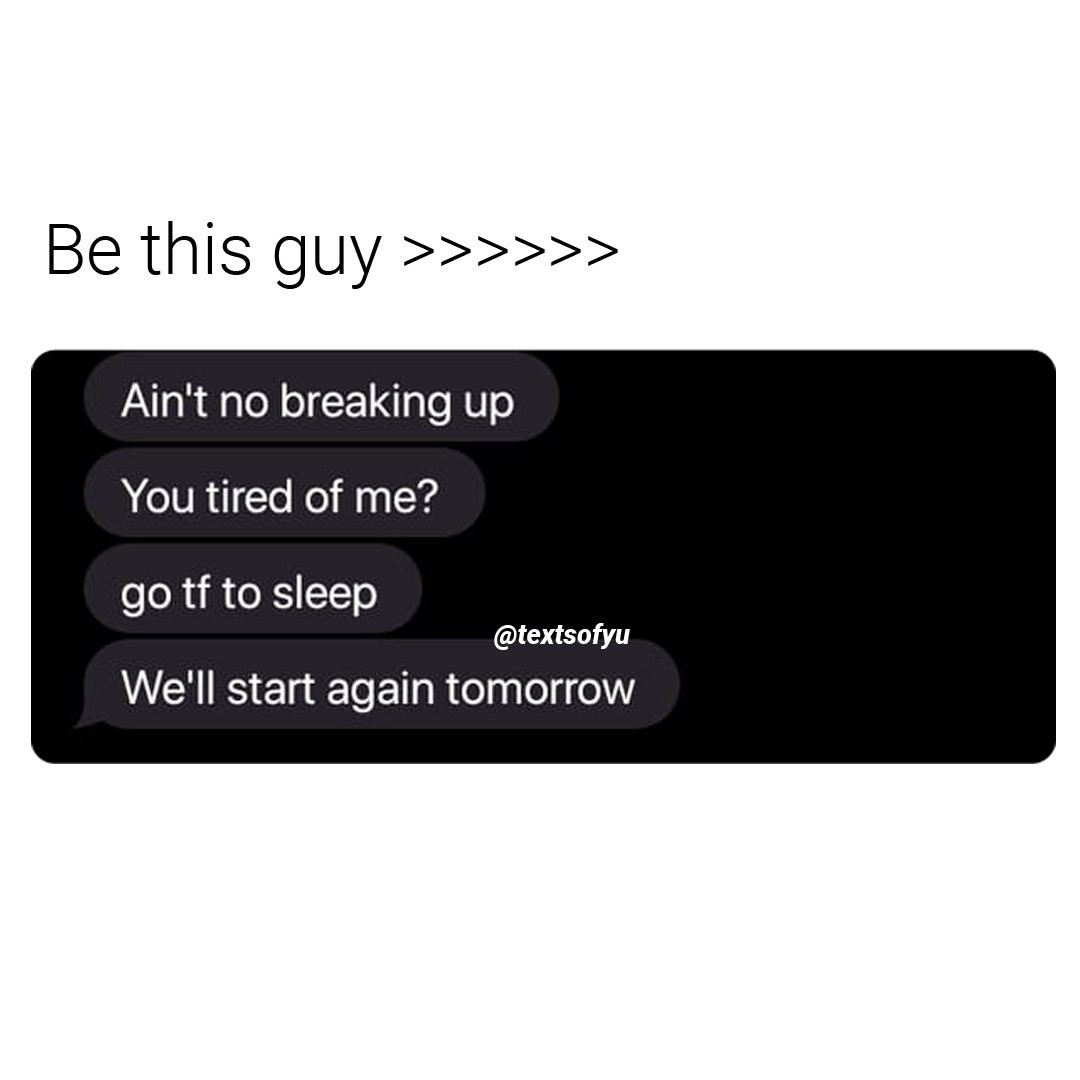 Be this guy >>>>>>
Ain't no breaking up
You tired of me?
go tf to sleep
@textsofyu
We'll start again tomorrow